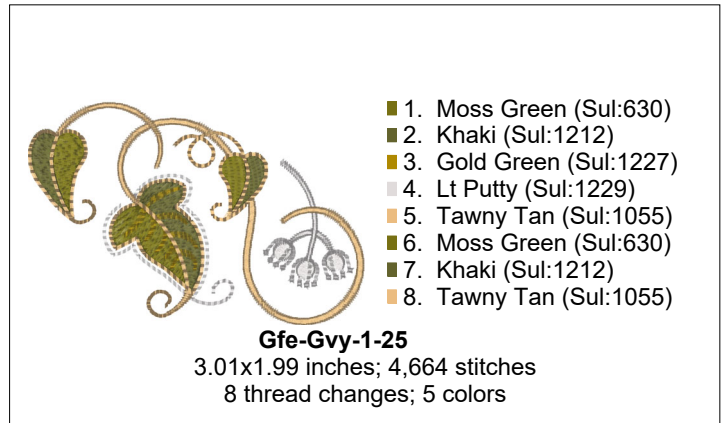 1. Moss Green (Sul:630)
2. Khaki (Sul:1212)
3. Gold Green (Sul:1227)
4. Lt Putty (Sul:1229)
5. Tawny Tan (Sul:1055)
6. Moss Green (Sul:630)
7. Khaki (Sul:1212)
8. Tawny Tan (Sul:1055)
Gfe-Gvy-1-25
3.01x1.99 inches; 4,664 stitches
8 thread changes; 5 colors